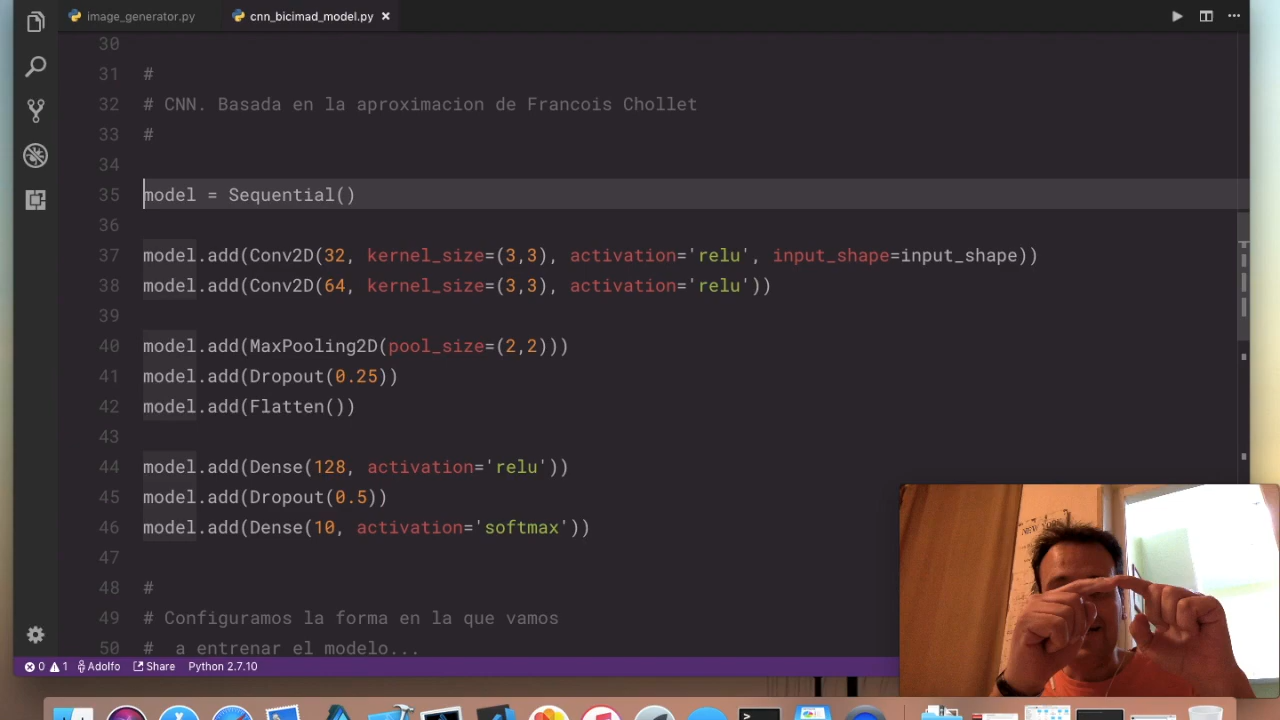 image_generator.py
cnn_bicimad_model.py
30
31 #
32 # CNN. Basada en la aproximacion de Francois Chollet
33 #
34
35 model = Sequential()
36
37 model.add(Conv2D(32, kernel_size=(3,3), activation='relu', input_shape=input_shape))
38 model.add(Conv2D(64, kernel_size=(3,3), activation='relu'))
39
40 model.add(MaxPooling2D(pool_size=(2,2)))
41 model.add(Dropout(0.25))
42 model.add(Flatten())
43
44 model.add(Dense(128, activation='relu'))
45 model.add(Dropout(0.5))
46 model.add(Dense(10, activation='softmax'))
47
48 #
49 # Configuramos la forma en la que vamos
50 #  a entrenar el modelo...
0 1 Adolfo Share Python 2.7.10